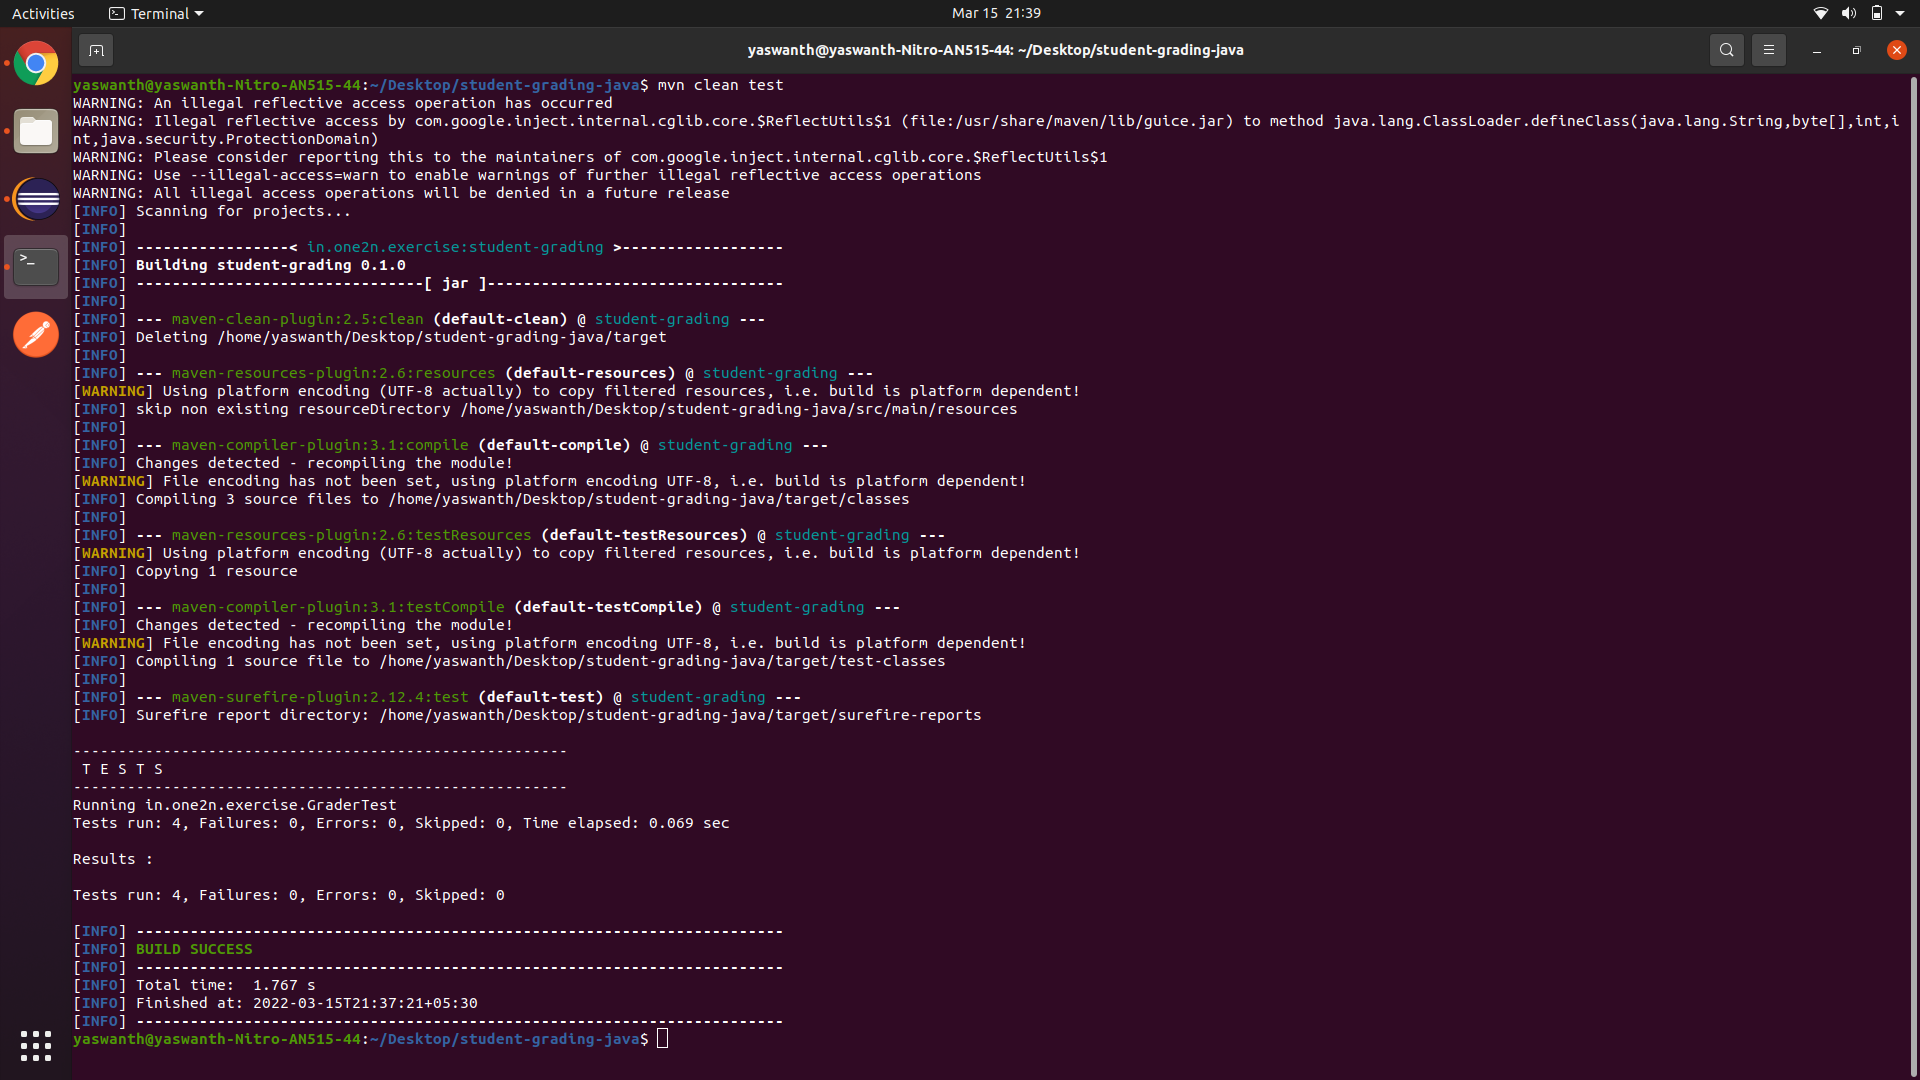 Activities Terminal Mar 15 21:39
yaswanth@yaswanth-Nitro-AN515-44: ~/Desktop/student-grading-java
yaswanth@yaswanth-Nitro-AN515-44:~/Desktop/student-grading-java$ mvn clean test
WARNING: An illegal reflective access operation has occurred
WARNING: Illegal reflective access by com.google.inject.internal.cglib.core.$ReflectUtils$1 (file:/usr/share/maven/lib/guice.jar) to method java.lang.ClassLoader.defineClass(java.lang.String,byte[],int,i
nt,java.security.ProtectionDomain)
WARNING: Please consider reporting this to the maintainers of com.google.inject.internal.cglib.core.$ReflectUtils$1
WARNING: Use --illegal-access=warn to enable warnings of further illegal reflective access operations
WARNING: All illegal access operations will be denied in a future release
[INFO] Scanning for projects...
[INFO]
[INFO] -----------------< in.one2n.exercise:student-grading >------------------
[INFO] Building student-grading 0.1.0
[INFO] --------------------------------[ jar ]---------------------------------
[INFO]
[INFO] --- maven-clean-plugin:2.5:clean (default-clean) @ student-grading ---
[INFO] Deleting /home/yaswanth/Desktop/student-grading-java/target
[INFO]
[INFO] --- maven-resources-plugin:2.6:resources (default-resources) @ student-grading ---
[WARNING] Using platform encoding (UTF-8 actually) to copy filtered resources, i.e. build is platform dependent!
[INFO] skip non existing resourceDirectory /home/yaswanth/Desktop/student-grading-java/src/main/resources
[INFO]
[INFO] --- maven-compiler-plugin:3.1:compile (default-compile) @ student-grading ---
[INFO] Changes detected - recompiling the module!
[WARNING] File encoding has not been set, using platform encoding UTF-8, i.e. build is platform dependent!
[INFO] Compiling 3 source files to /home/yaswanth/Desktop/student-grading-java/target/classes
[INFO]
[INFO] --- maven-resources-plugin:2.6:testResources (default-testResources) @ student-grading ---
[WARNING] Using platform encoding (UTF-8 actually) to copy filtered resources, i.e. build is platform dependent!
[INFO] Copying 1 resource
[INFO]
[INFO] --- maven-compiler-plugin:3.1:testCompile (default-testCompile) @ student-grading ---
[INFO] Changes detected - recompiling the module!
[WARNING] File encoding has not been set, using platform encoding UTF-8, i.e. build is platform dependent!
[INFO] Compiling 1 source file to /home/yaswanth/Desktop/student-grading-java/target/test-classes
[INFO]
[INFO] --- maven-surefire-plugin:2.12.4:test (default-test) @ student-grading ---
[INFO] Surefire report directory: /home/yaswanth/Desktop/student-grading-java/target/surefire-reports
-------------------------------------------------------
T E S T S
-------------------------------------------------------
Running in.one2n.exercise.GraderTest
Tests run: 4, Failures: 0, Errors: 0, Skipped: 0, Time elapsed: 0.069 sec
Results :
Tests run: 4, Failures: 0, Errors: 0, Skipped: 0
[INFO] ------------------------------------------------------------------------
[INFO] BUILD SUCCESS
[INFO] ------------------------------------------------------------------------
[INFO] Total time:  1.767 s
[INFO] Finished at: 2022-03-15T21:37:21+05:30
[INFO] ------------------------------------------------------------------------
yaswanth@yaswanth-Nitro-AN515-44:~/Desktop/student-grading-java$